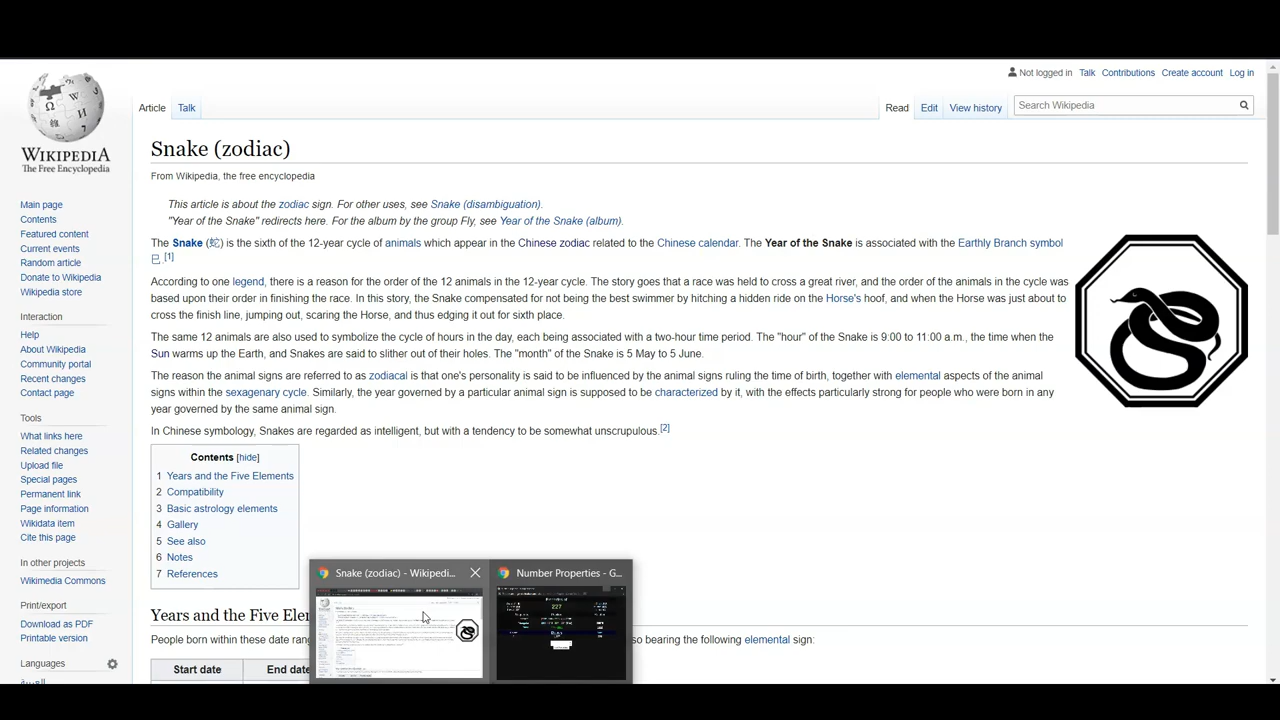 Not logged in Talk Contributions Create account Log in
Article Talk Read Edit View history Search Wikipedia
WIKIPEDIA
The Free Encyclopedia
Main page
Contents
Featured content
Current events
Random article
Donate to Wikipedia
Wikipedia store
Interaction
Help
About Wikipedia
Community portal
Recent changes
Contact page
Tools
What links here
Related changes
Upload file
Special pages
Permanent link
Page information
Wikidata item
Cite this page
In other projects
Wikimedia Commons
Print/export
Download as PDF
Printable version
Languages
Snake (zodiac)
From Wikipedia, the free encyclopedia
This article is about the zodiac sign. For other uses, see Snake (disambiguation).
"Year of the Snake" redirects here. For the album by the group Fly, see Year of the Snake (album).
The Snake (蛇) is the sixth of the 12-year cycle of animals which appear in the Chinese zodiac related to the Chinese calendar. The Year of the Snake is associated with the Earthly Branch symbol
巳.[1]
According to one legend, there is a reason for the order of the 12 animals in the 12-year cycle. The story goes that a race was held to cross a great river, and the order of the animals in the cycle was
based upon their order in finishing the race. In this story, the Snake compensated for not being the best swimmer by hitching a hidden ride on the Horse's hoof, and when the Horse was just about to
cross the finish line, jumping out, scaring the Horse, and thus edging it out for sixth place.
The same 12 animals are also used to symbolize the cycle of hours in the day, each being associated with a two-hour time period. The "hour" of the Snake is 9:00 to 11:00 a.m., the time when the
Sun warms up the Earth, and Snakes are said to slither out of their holes. The "month" of the Snake is 5 May to 5 June.
The reason the animal signs are referred to as zodiacal is that one's personality is said to be influenced by the animal signs ruling the time of birth, together with elemental aspects of the animal
signs within the sexagenary cycle. Similarly, the year governed by a particular animal sign is supposed to be characterized by it, with the effects particularly strong for people who were born in any
year governed by the same animal sign.
In Chinese symbology, Snakes are regarded as intelligent, but with a tendency to be somewhat unscrupulous.[2]
Contents [hide]
1 Years and the Five Elements
2 Compatibility
3 Basic astrology elements
4 Gallery
5 See also
6 Notes
7 References
Years and the Five Ele
People born within these date ran so bearing the following elemental sign:
Start date End date
Snake (zodiac) - Wikipedi...
Number Properties - G...
227